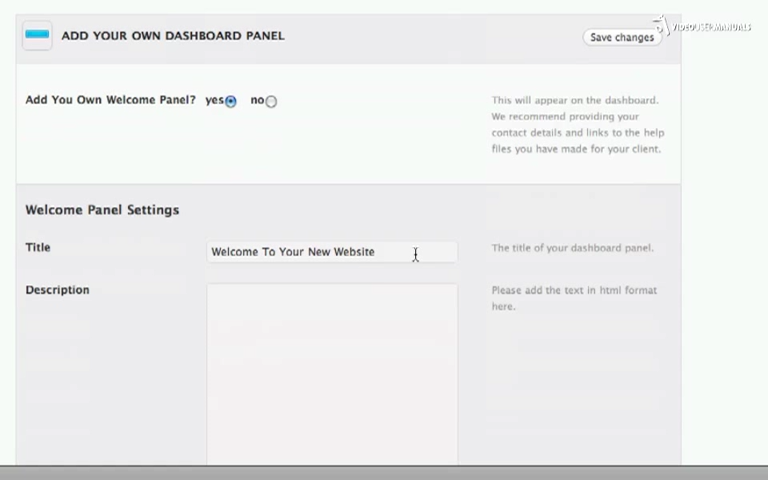 VIDEOUSERMANUALS
ADD YOUR OWN DASHBOARD PANEL
Save changes
Add You Own Welcome Panel? yes no
This will appear on the dashboard.
We recommend providing your
contact details and links to the help
files you have made for your client.
Welcome Panel Settings
Title
Welcome To Your New Website
The title of your dashboard panel.
Description
Please add the text in html format
here.